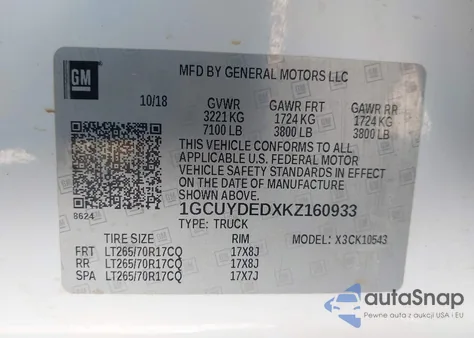 GM
MFD BY GENERAL MOTORS LLC
10/18
GVWR GAWR FRT GAWR RR
3221 KG 1724 KG 1724 KG
7100 LB 3800 LB 3800 LB
THIS VEHICLE CONFORMS TO ALL
APPLICABLE U.S. FEDERAL MOTOR
VEHICLE SAFETY STANDARDS IN EFFECT
ON THE DATE OF MANUFACTURE
SHOWN ABOVE.
8624
1GCUYDEDXKZ160933
TYPE: TRUCK
TIRE SIZE RIM MODEL: X3CK10543
FRT LT265/70R17CQ 17X8J
RR LT265/70R17CQ 17X8J
SPA LT265/70R17CQ 17X7J
autaSnap
Pewne auta z aukcji USA i EU